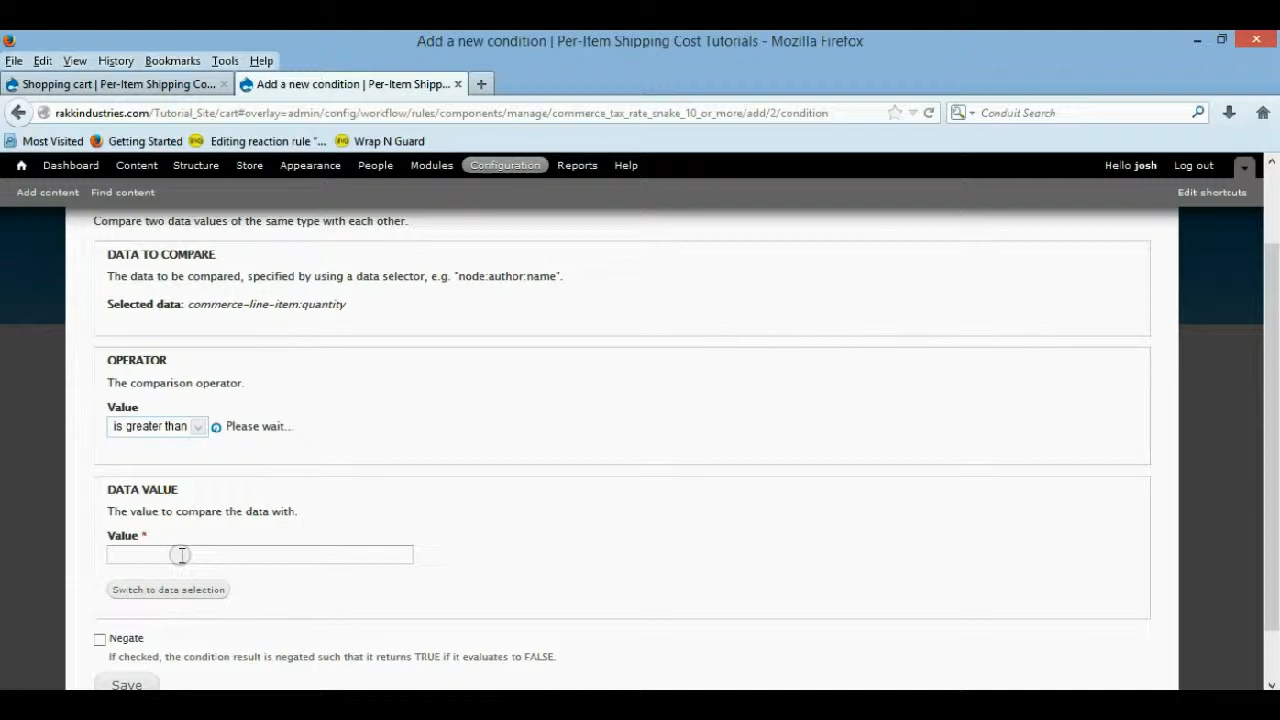 Add a new condition | Per-Item Shipping Cost Tutorials - Mozilla Firefox
File Edit View History Bookmarks Tools Help
Shopping cart | Per-Item Shipping Co... Add a new condition | Per-Item Shipp...
rakkindustries.com/Tutorial_Site/cart#overlay=admin/config/workflow/rules/components/manage/commerce_tax_rate_snake_10_or_more/add/2/condition Conduit Search
Most Visited Getting Started Editing reaction rule "... Wrap N Guard
Dashboard Content Structure Store Appearance People Modules Configuration Reports Help Hello josh Log out
Add content Find content Edit shortcuts
Compare two data values of the same type with each other.
DATA TO COMPARE
The data to be compared, specified by using a data selector, e.g. "node:author:name".
Selected data: commerce-line-item:quantity
OPERATOR
The comparison operator.
Value
is greater than Please wait...
DATA VALUE
The value to compare the data with.
Value *
Switch to data selection
Negate
If checked, the condition result is negated such that it returns TRUE if it evaluates to FALSE.
Save